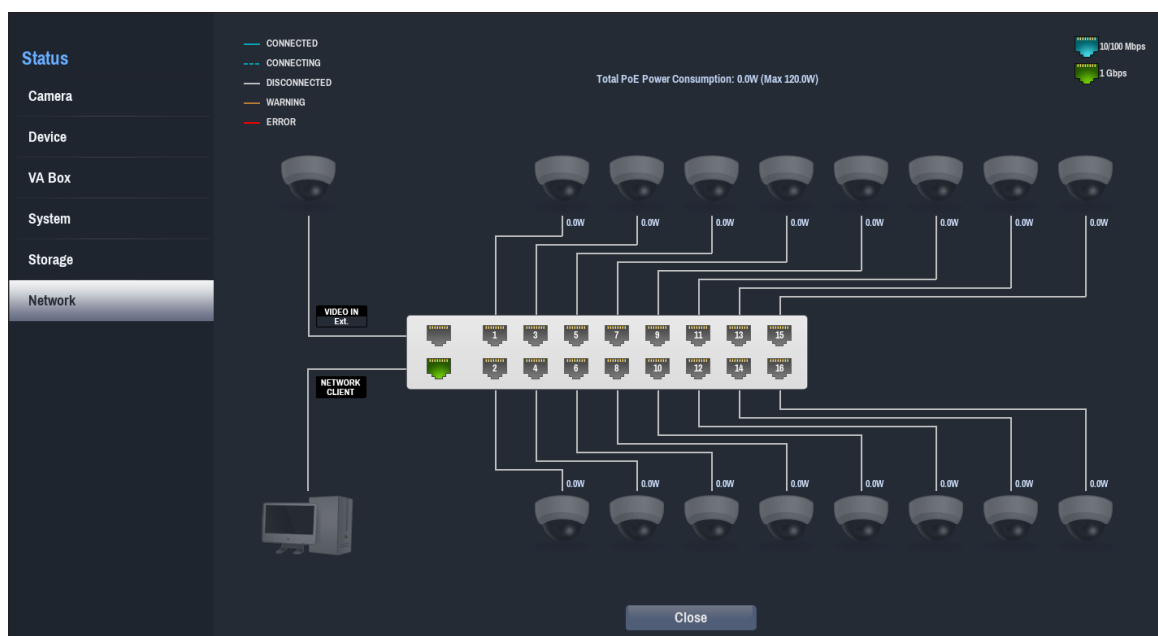 Status
Camera
Device
VA Box
System
Storage
Network
CONNECTED
CONNECTING
DISCONNECTED
WARNING
ERROR
Total PoE Power Consumption: 0.0W (Max 120.0W)
10/100 Mbps
1 Gbps
0.0W 0.0W 0.0W 0.0W 0.0W 0.0W 0.0W 0.0W
VIDEO IN
Ext.
1 3 5 7 9 11 13 15
2 4 6 8 10 12 14 16
NETWORK
CLIENT
0.0W 0.0W 0.0W 0.0W 0.0W 0.0W 0.0W 0.0W
Close